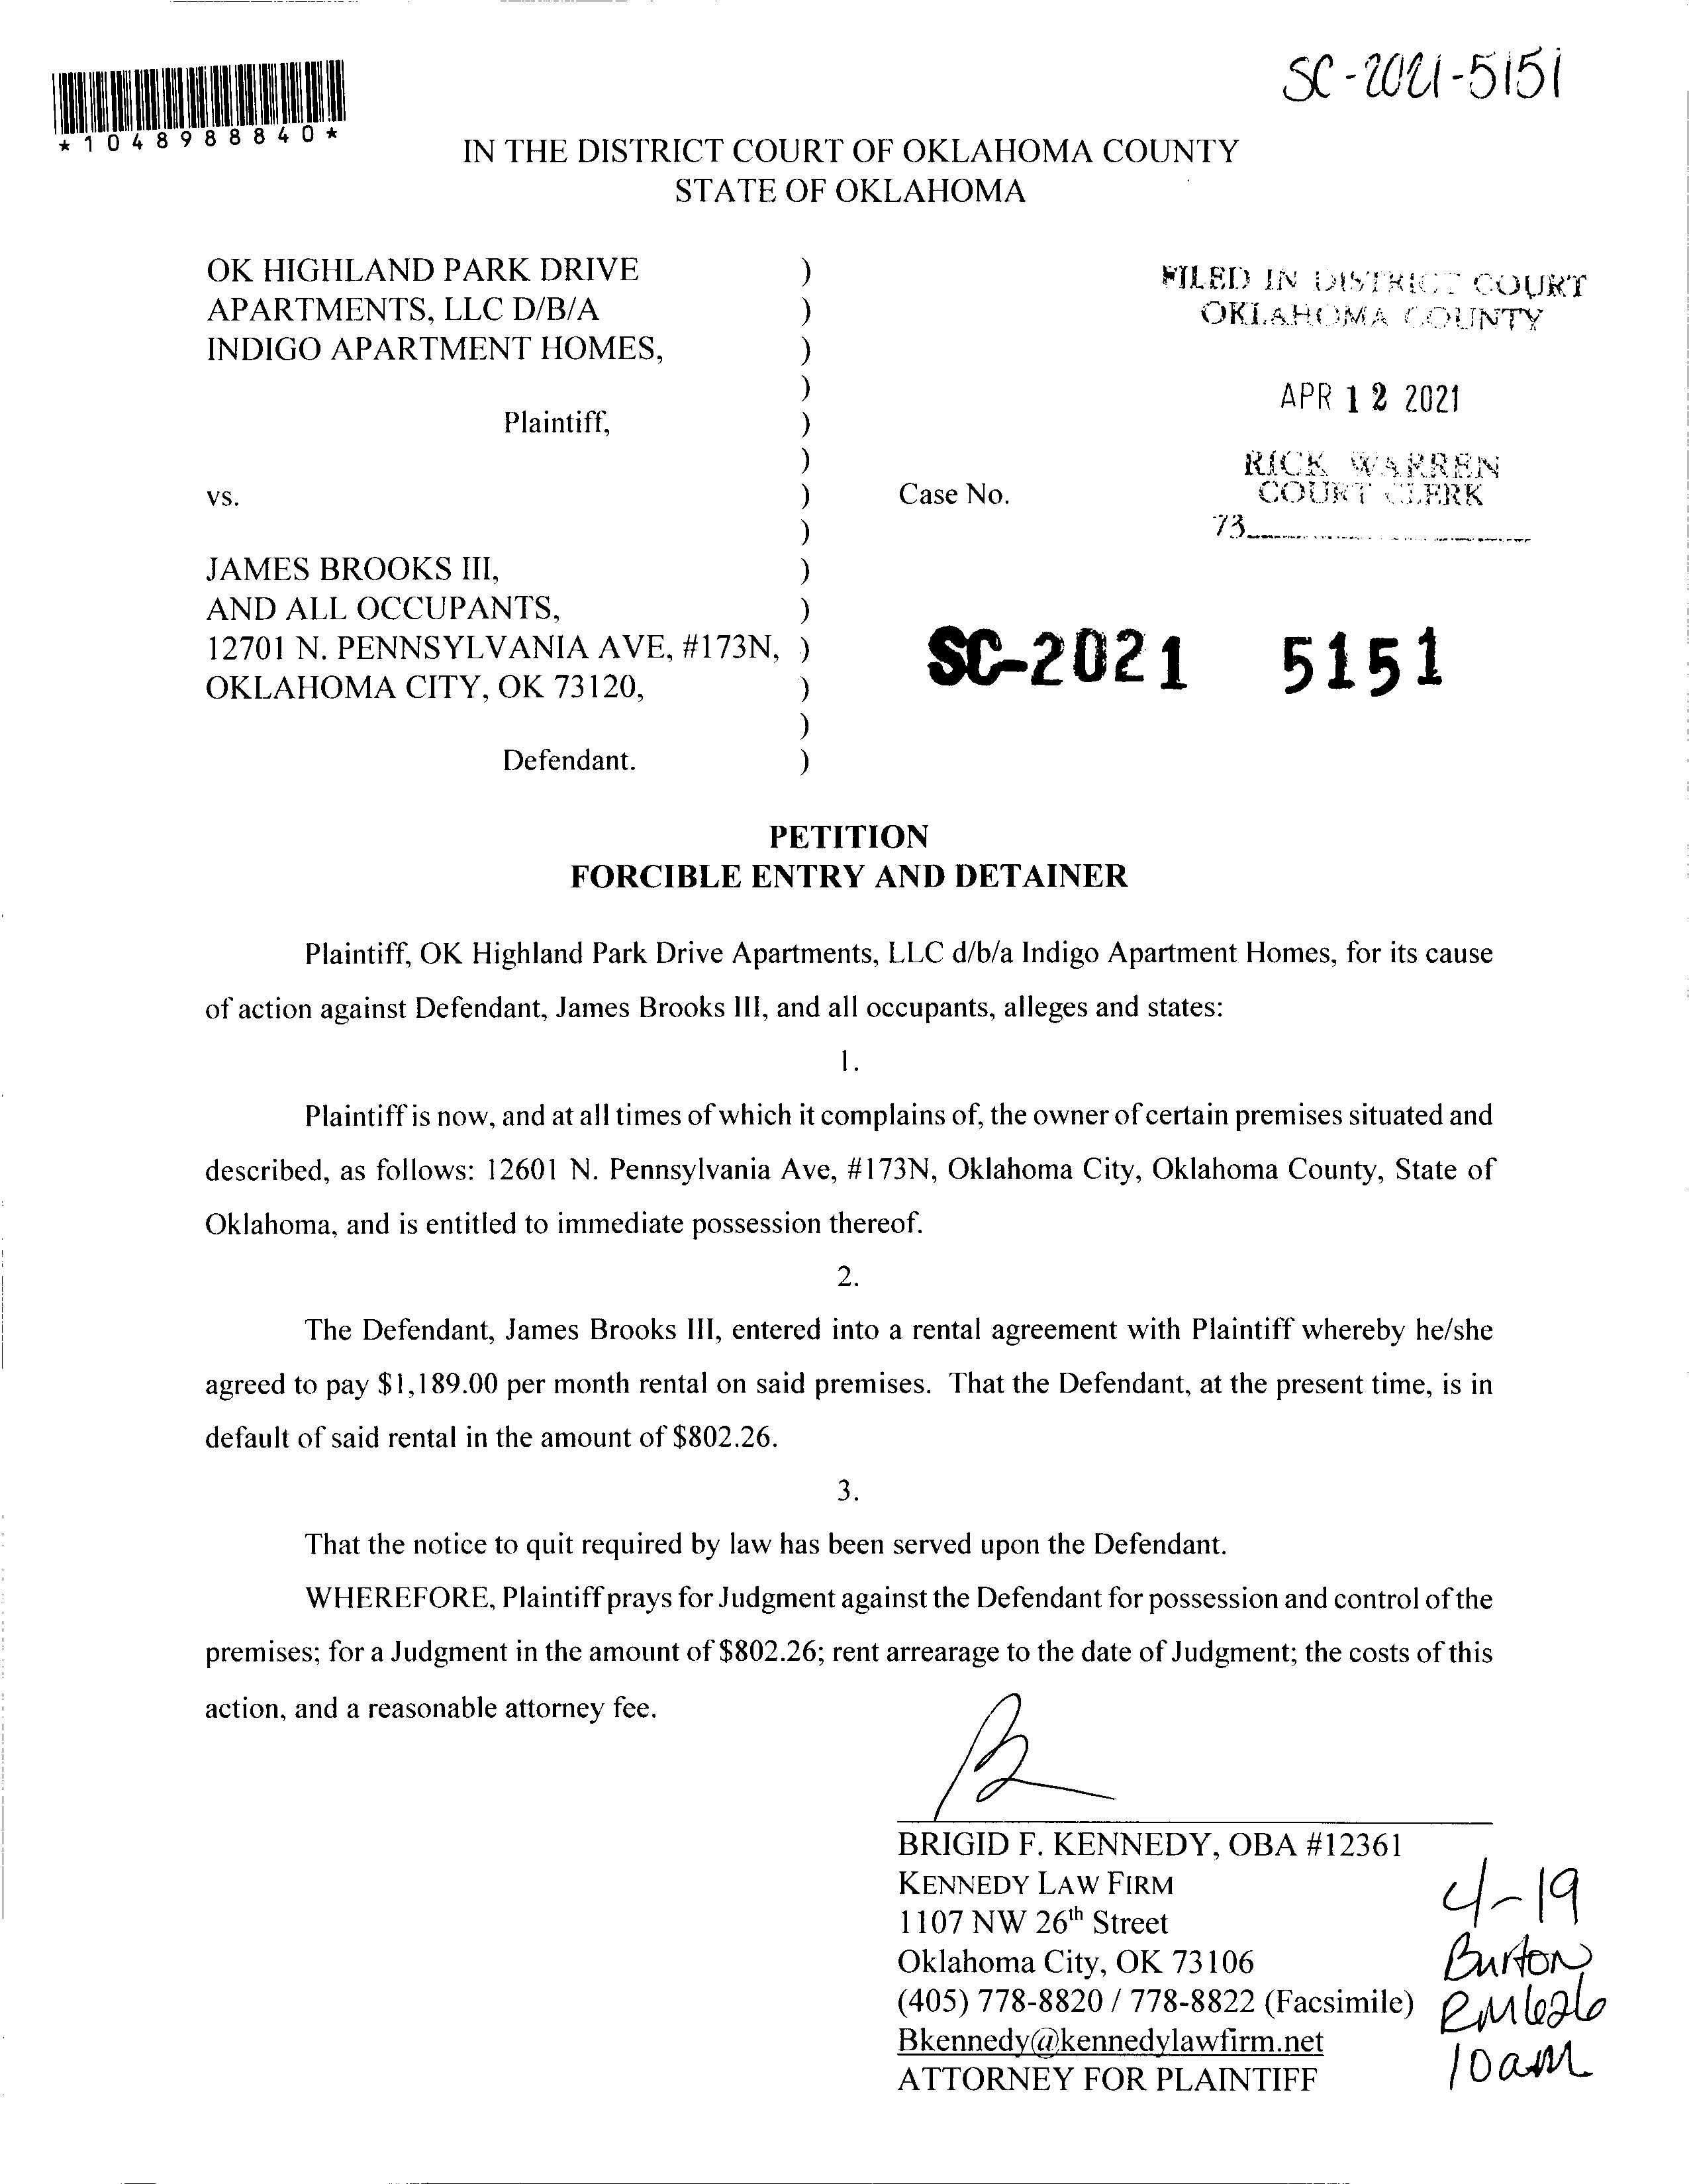 SC-2021-5151
*1048988840*
IN THE DISTRICT COURT OF OKLAHOMA COUNTY
STATE OF OKLAHOMA
OK HIGHLAND PARK DRIVE )
APARTMENTS, LLC D/B/A )
INDIGO APARTMENT HOMES, )
)
Plaintiff, )
)
vs. )
)
JAMES BROOKS III, )
AND ALL OCCUPANTS, )
12701 N. PENNSYLVANIA AVE, #173N, )
OKLAHOMA CITY, OK 73120, )
)
Defendant. )
FILED IN DISTRICT COURT
OKLAHOMA COUNTY
APR 12 2021
RICK WARREN
COURT CLERK
73
Case No.
SC-2021 5151
PETITION
FORCIBLE ENTRY AND DETAINER
Plaintiff, OK Highland Park Drive Apartments, LLC d/b/a Indigo Apartment Homes, for its cause
of action against Defendant, James Brooks III, and all occupants, alleges and states:
1.
Plaintiff is now, and at all times of which it complains of, the owner of certain premises situated and
described, as follows: 12601 N. Pennsylvania Ave, #173N, Oklahoma City, Oklahoma County, State of
Oklahoma, and is entitled to immediate possession thereof.
2.
The Defendant, James Brooks III, entered into a rental agreement with Plaintiff whereby he/she
agreed to pay $1,189.00 per month rental on said premises. That the Defendant, at the present time, is in
default of said rental in the amount of $802.26.
3.
That the notice to quit required by law has been served upon the Defendant.
WHEREFORE, Plaintiff prays for Judgment against the Defendant for possession and control of the
premises; for a Judgment in the amount of $802.26; rent arrearage to the date of Judgment; the costs of this
action, and a reasonable attorney fee.
BRIGID F. KENNEDY, OBA #12361
KENNEDY LAW FIRM
1107 NW 26th Street
Oklahoma City, OK 73106
(405) 778-8820 / 778-8822 (Facsimile)
Bkennedy@kennedylawfirm.net
ATTORNEY FOR PLAINTIFF
4-19
Burton
RM626
10am